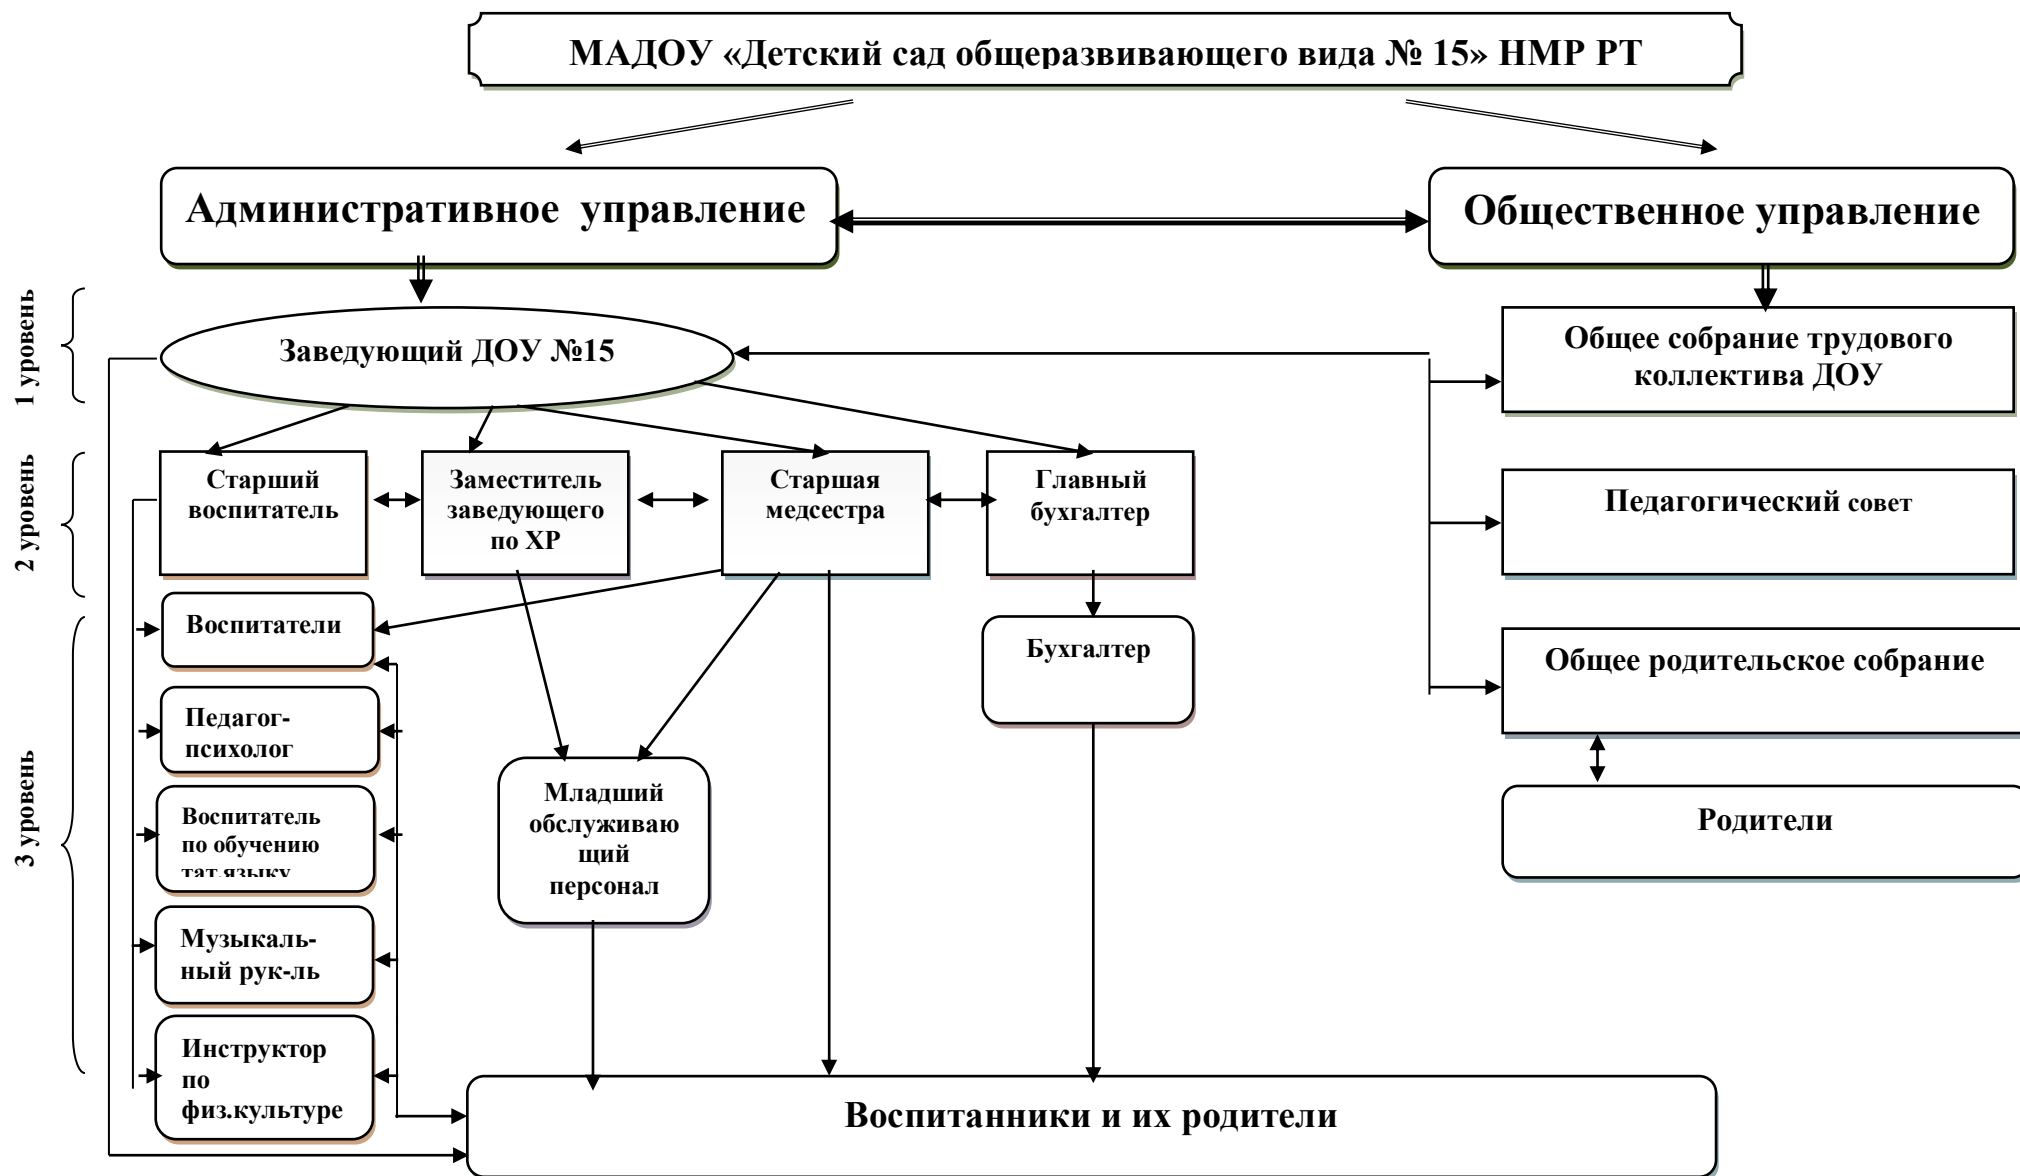 МАДОУ «Детский сад общеразвивающего вида № 15» НМР РТ
Административное управление
Общественное управление
1 уровень
Заведующий ДОУ №15
Общее собрание трудового
коллектива ДОУ
2 уровень
Старший
воспитатель
Заместитель
заведующего
по ХР
Старшая
медсестра
Главный
бухгалтер
Педагогический совет
3 уровень
Воспитатели
Бухгалтер
Общее родительское собрание
Педагог-
психолог
Младший
обслуживаю
щий
персонал
Родители
Воспитатель
по обучению
тат.языку
Музыкаль-
ный рук-ль
Инструктор
по
физ.культуре
Воспитанники и их родители